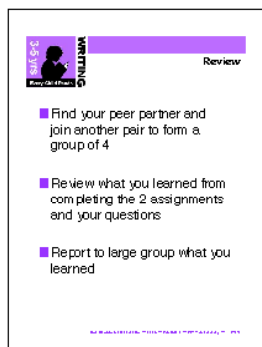 3-5 yrs
WRITING
Every Child Reads
Review
Find your peer partner and
join another pair to form a
group of 4
Review what you learned from
completing the 2 assignments
and your questions
Report to large group what you
learned